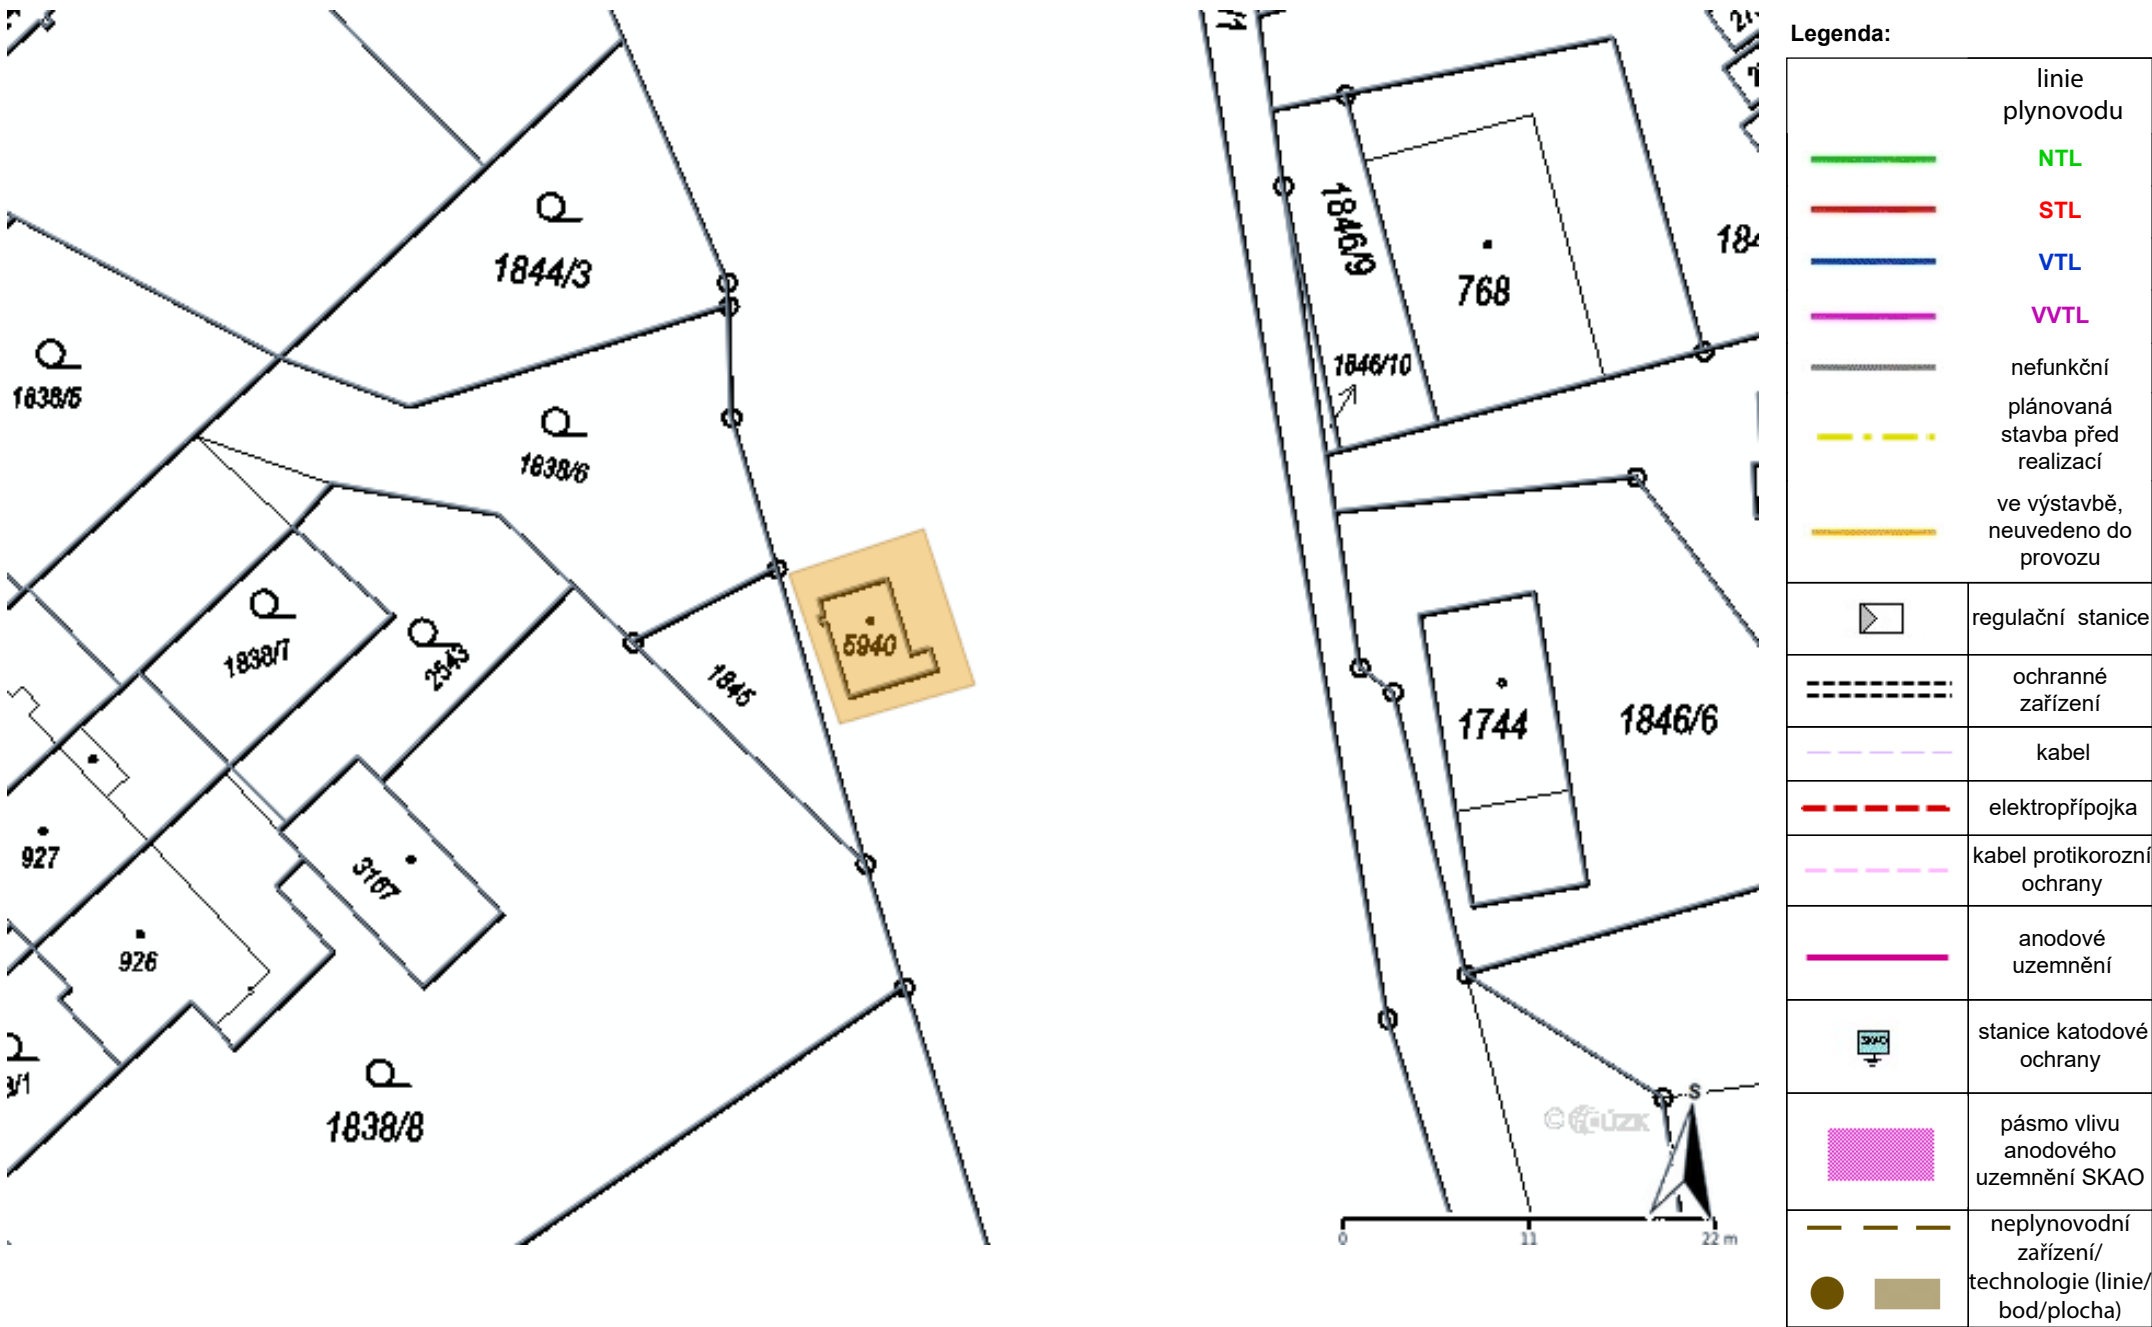 1844/3
1838/5
1838/6
1838/7
2543
1845
5940
927
926
3167
1838/8
1846/9
768
1846/10
1744
1846/6
S
0 11 22 m
Legenda:
linie
plynovodu
NTL
STL
VTL
VVTL
nefunkční
plánovaná
stavba před
realizací
ve výstavbě,
neuvedeno do
provozu
regulační stanice
ochranné
zařízení
kabel
elektropřípojka
kabel protikorozní
ochrany
anodové
uzemnění
SKAO
stanice katodové
ochrany
pásmo vlivu
anodového
uzemnění SKAO
neplynovodní
zařízení/
technologie (linie/
bod/plocha)